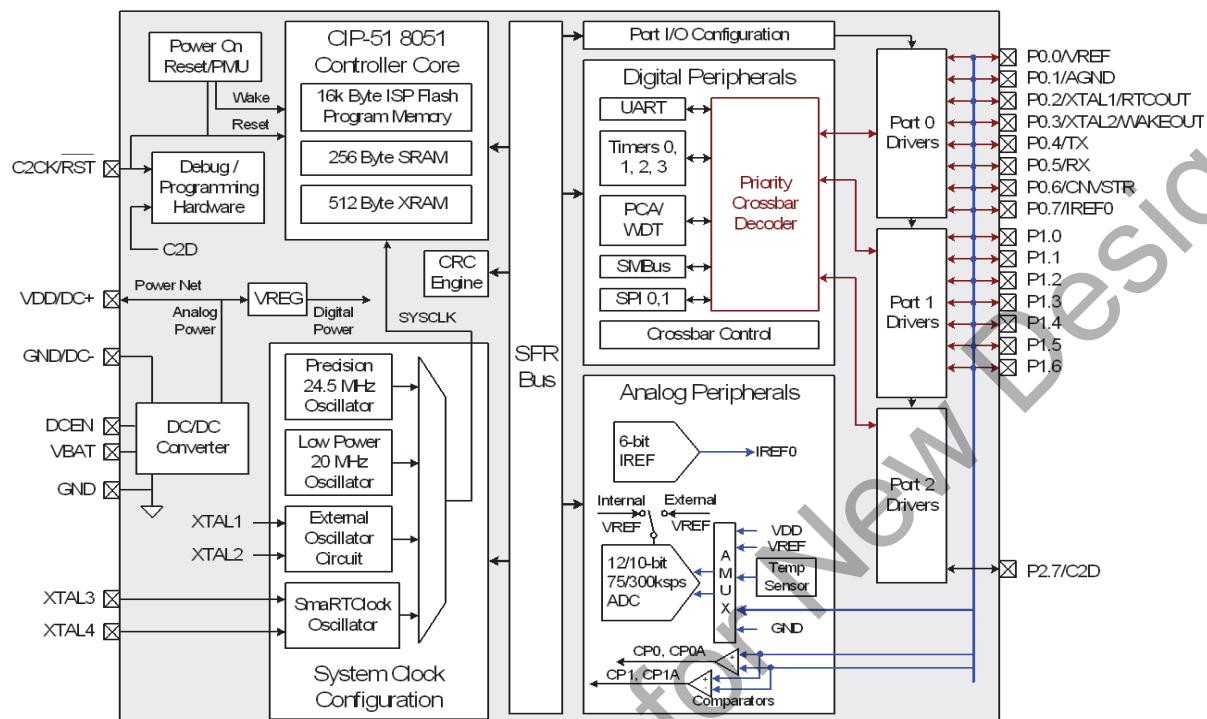 Power On
Reset/PMU
Wake
Reset
C2CK/RST
Debug /
Programming
Hardware
C2D
CIP-51 8051
Controller Core
16k Byte ISP Flash
Program Memory
256 Byte SRAM
512 Byte XRAM
CRC
Engine
VDD/DC+
Power Net
Analog
Power
VREG
Digital
Power
SYSCLK
GND/DC-
DCEN
VBAT
GND
DC/DC
Converter
Precision
24.5 MHz
Oscillator
Low Power
20 MHz
Oscillator
XTAL1
XTAL2
External
Oscillator
Circuit
XTAL3
XTAL4
SmaRTClock
Oscillator
System Clock
Configuration
SFR
Bus
Port I/O Configuration
Digital Peripherals
UART
Timers 0,
1, 2, 3
PCA/
WDT
SMBus
SPI 0,1
Priority
Crossbar
Decoder
Crossbar Control
Analog Peripherals
6-bit
IREF
IREF0
Internal
External
VREF
VREF
12/10-bit
75/300ksps
ADC
A
M
U
X
VDD
VREF
Temp
Sensor
GND
CP0, CP0A
CP1, CP1A
+
-
+
-
Comparators
Port 0
Drivers
Port 1
Drivers
Port 2
Drivers
P0.0/VREF
P0.1/AGND
P0.2/XTAL1/RTCOUT
P0.3/XTAL2/WAKEOUT
P0.4/TX
P0.5/RX
P0.6/CNVSTR
P0.7/IREF0
P1.0
P1.1
P1.2
P1.3
P1.4
P1.5
P1.6
P2.7/C2D
for New Desig